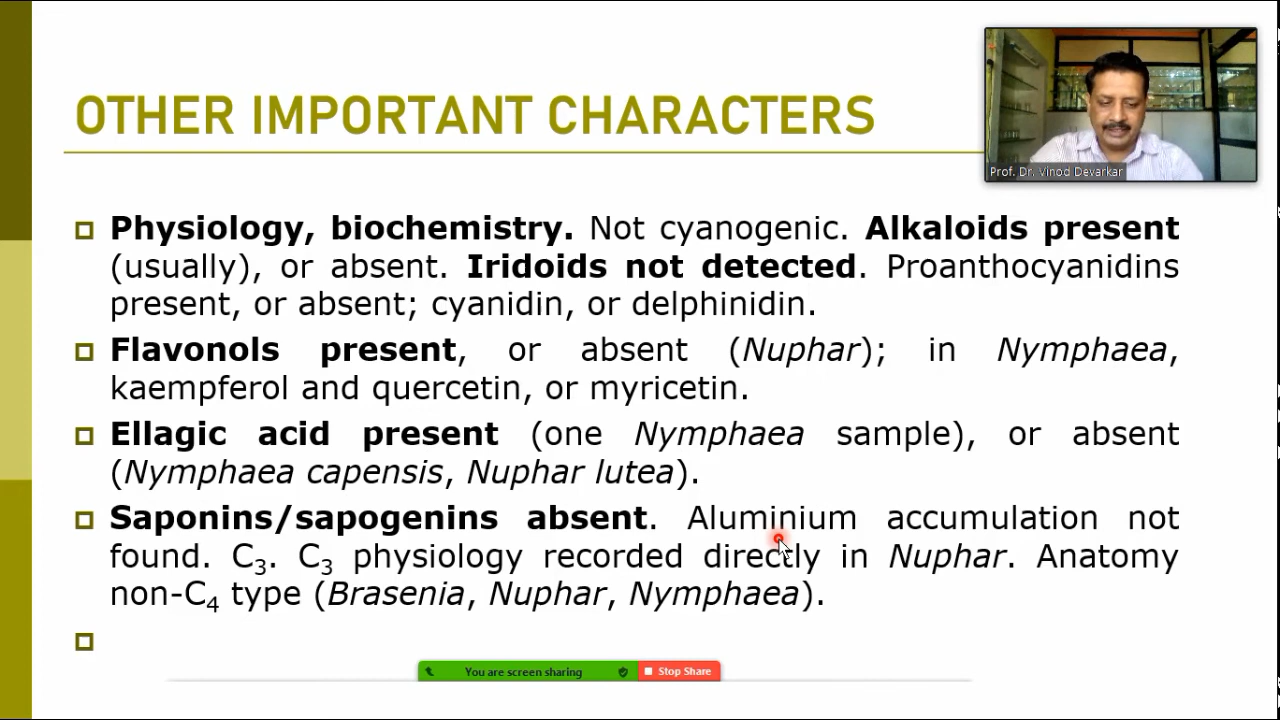 OTHER IMPORTANT CHARACTERS
Prof. Dr. Vinod Devarkar
Physiology, biochemistry. Not cyanogenic. Alkaloids present
(usually), or absent. Iridoids not detected. Proanthocyanidins
present, or absent; cyanidin, or delphinidin.
Flavonols present, or absent (Nuphar); in Nymphaea,
kaempferol and quercetin, or myricetin.
Ellagic acid present (one Nymphaea sample), or absent
(Nymphaea capensis, Nuphar lutea).
Saponins/sapogenins absent. Aluminium accumulation not
found. C3. C3 physiology recorded directly in Nuphar. Anatomy
non-C4 type (Brasenia, Nuphar, Nymphaea).
You are screen sharing Stop Share